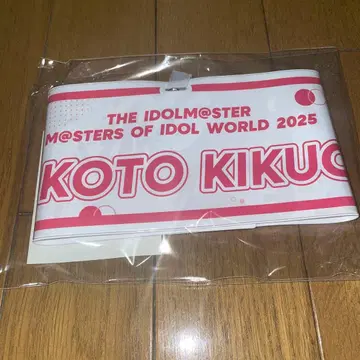 THE IDOLM@STER
M@STERS OF IDOL WORLD 2025
KOTO KIKUC